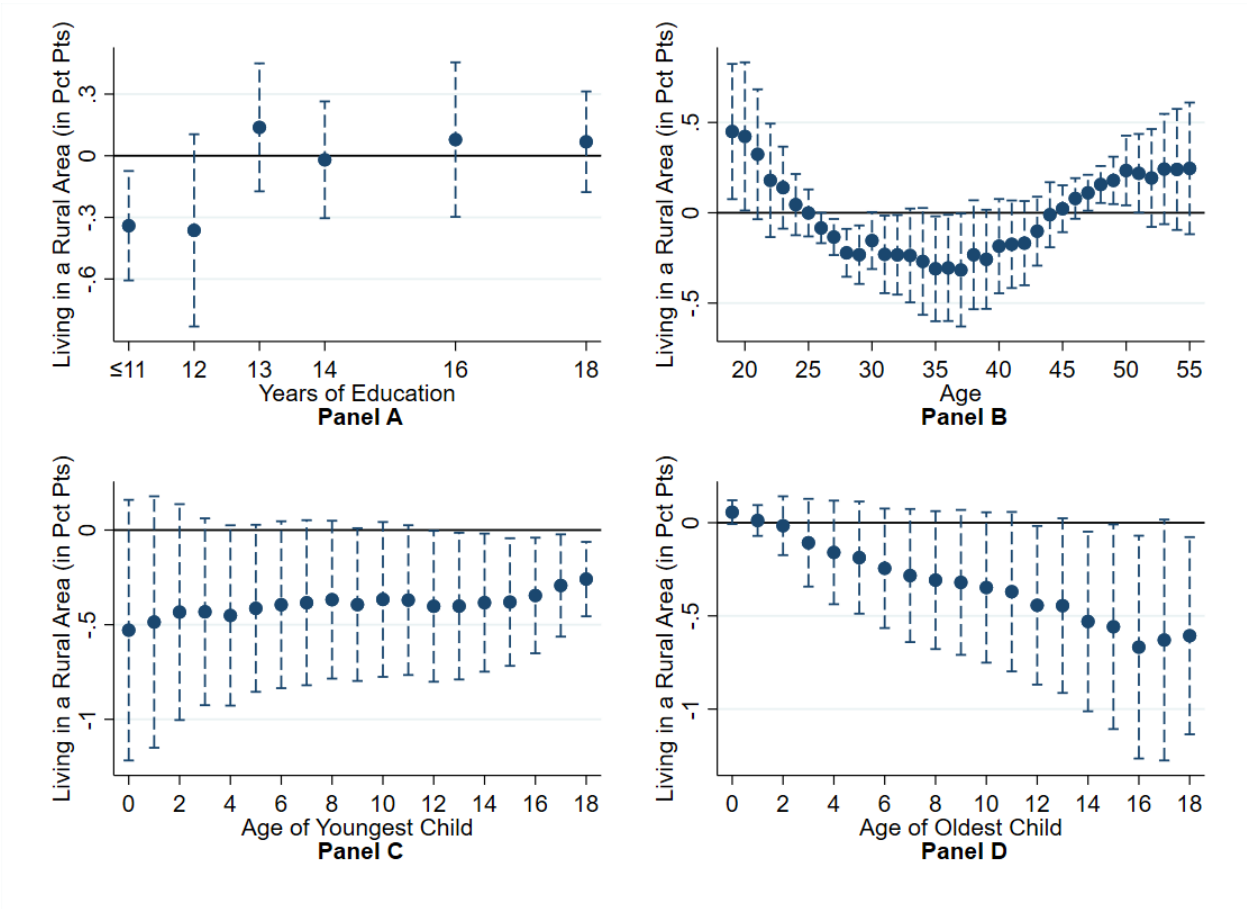 Living in a Rural Area (in Pct Pts)
.3
0
-.3
-.6
≤11 12 13 14 16 18
Years of Education
Panel A
Living in a Rural Area (in Pct Pts)
.5
0
-.5
20 25 30 35 40 45 50 55
Age
Panel B
Living in a Rural Area (in Pct Pts)
0
-.5
-1
0 2 4 6 8 10 12 14 16 18
Age of Youngest Child
Panel C
Living in a Rural Area (in Pct Pts)
0
-.5
-1
0 2 4 6 8 10 12 14 16 18
Age of Oldest Child
Panel D